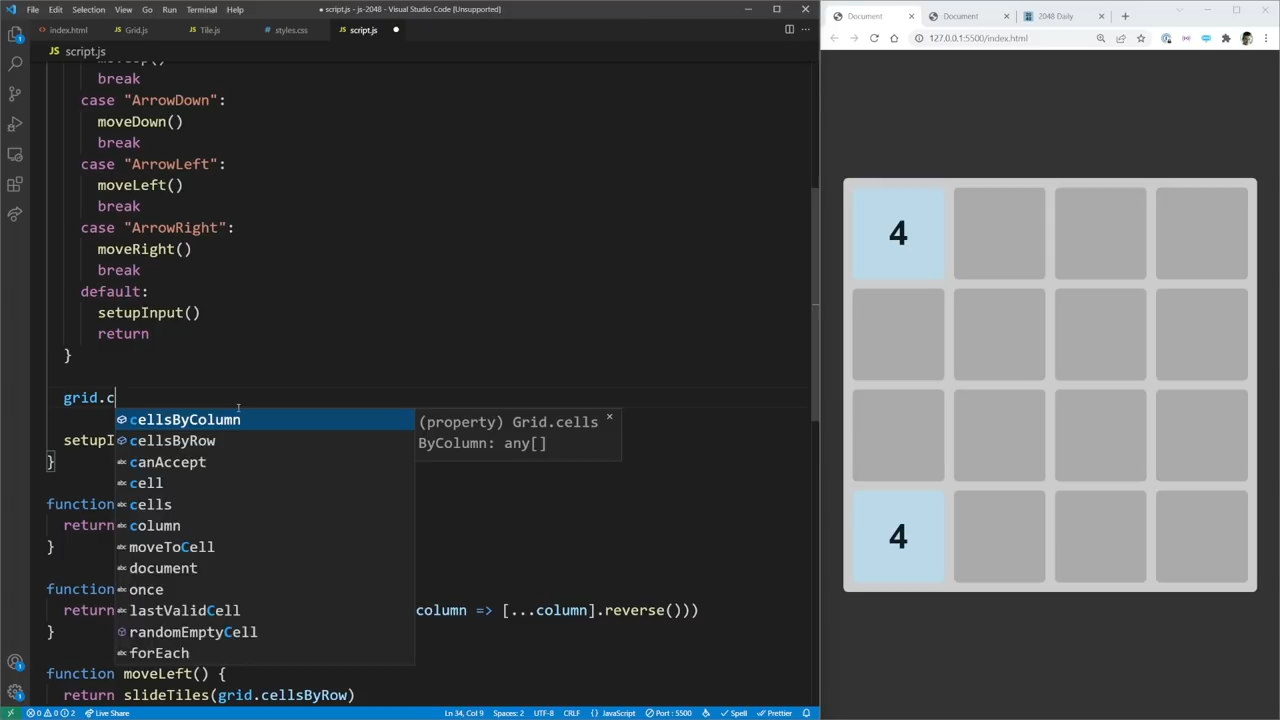 File Edit Selection View Go Run Terminal Help
● script.js - js-2048 - Visual Studio Code [Unsupported]
index.html
Grid.js
Tile.js
styles.css
script.js
Document
Document
2048 Daily
127.0.0.1:5500/index.html
JS script.js
break
case "ArrowDown":
moveDown()
break
case "ArrowLeft":
moveLeft()
break
case "ArrowRight":
moveRight()
break
default:
setupInput()
return
}
grid.c
cellsByColumn
(property) Grid.cells
ByColumn: any[]
cellsByRow
setupI
canAccept
}
cell
function
cells
return
column
}
moveToCell
document
function
once
return
lastValidCell
column => [...column].reverse()))
}
randomEmptyCell
forEach
function moveLeft() {
return slideTiles(grid.cellsByRow)
4
4
0 0 2 Live Share
Ln 34, Col 9 Spaces: 2 UTF-8 CRLF {} JavaScript Port : 5500 Spell Prettier